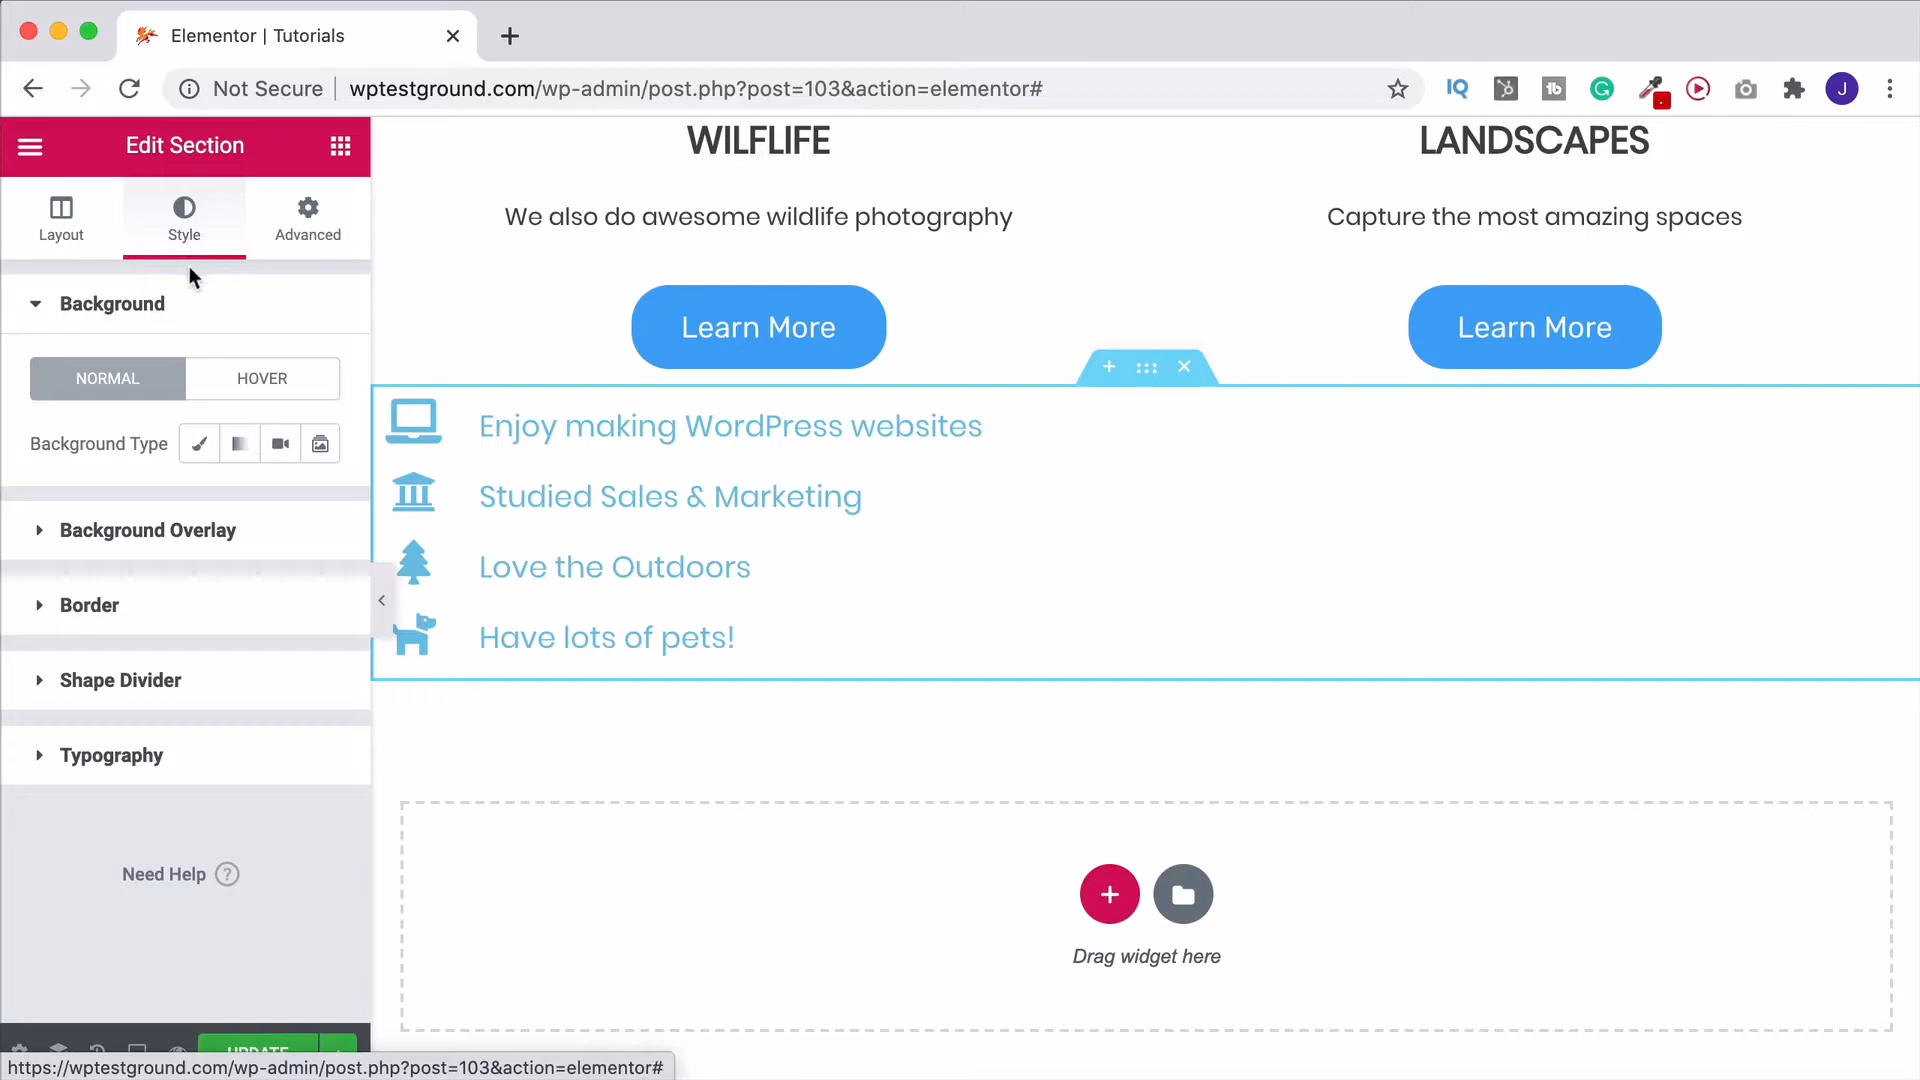 Elementor | Tutorials
Not Secure
wptestground.com/wp-admin/post.php?post=103&action=elementor#
IQ
tb
G
J
Edit Section
Layout
Style
Advanced
Background
NORMAL
HOVER
Background Type
Background Overlay
Border
Shape Divider
Typography
Need Help ?
UPDATE
https://wptestground.com/wp-admin/post.php?post=103&action=elementor#
WILFLIFE
LANDSCAPES
We also do awesome wildlife photography
Capture the most amazing spaces
Learn More
Learn More
Enjoy making WordPress websites
Studied Sales & Marketing
Love the Outdoors
Have lots of pets!
Drag widget here